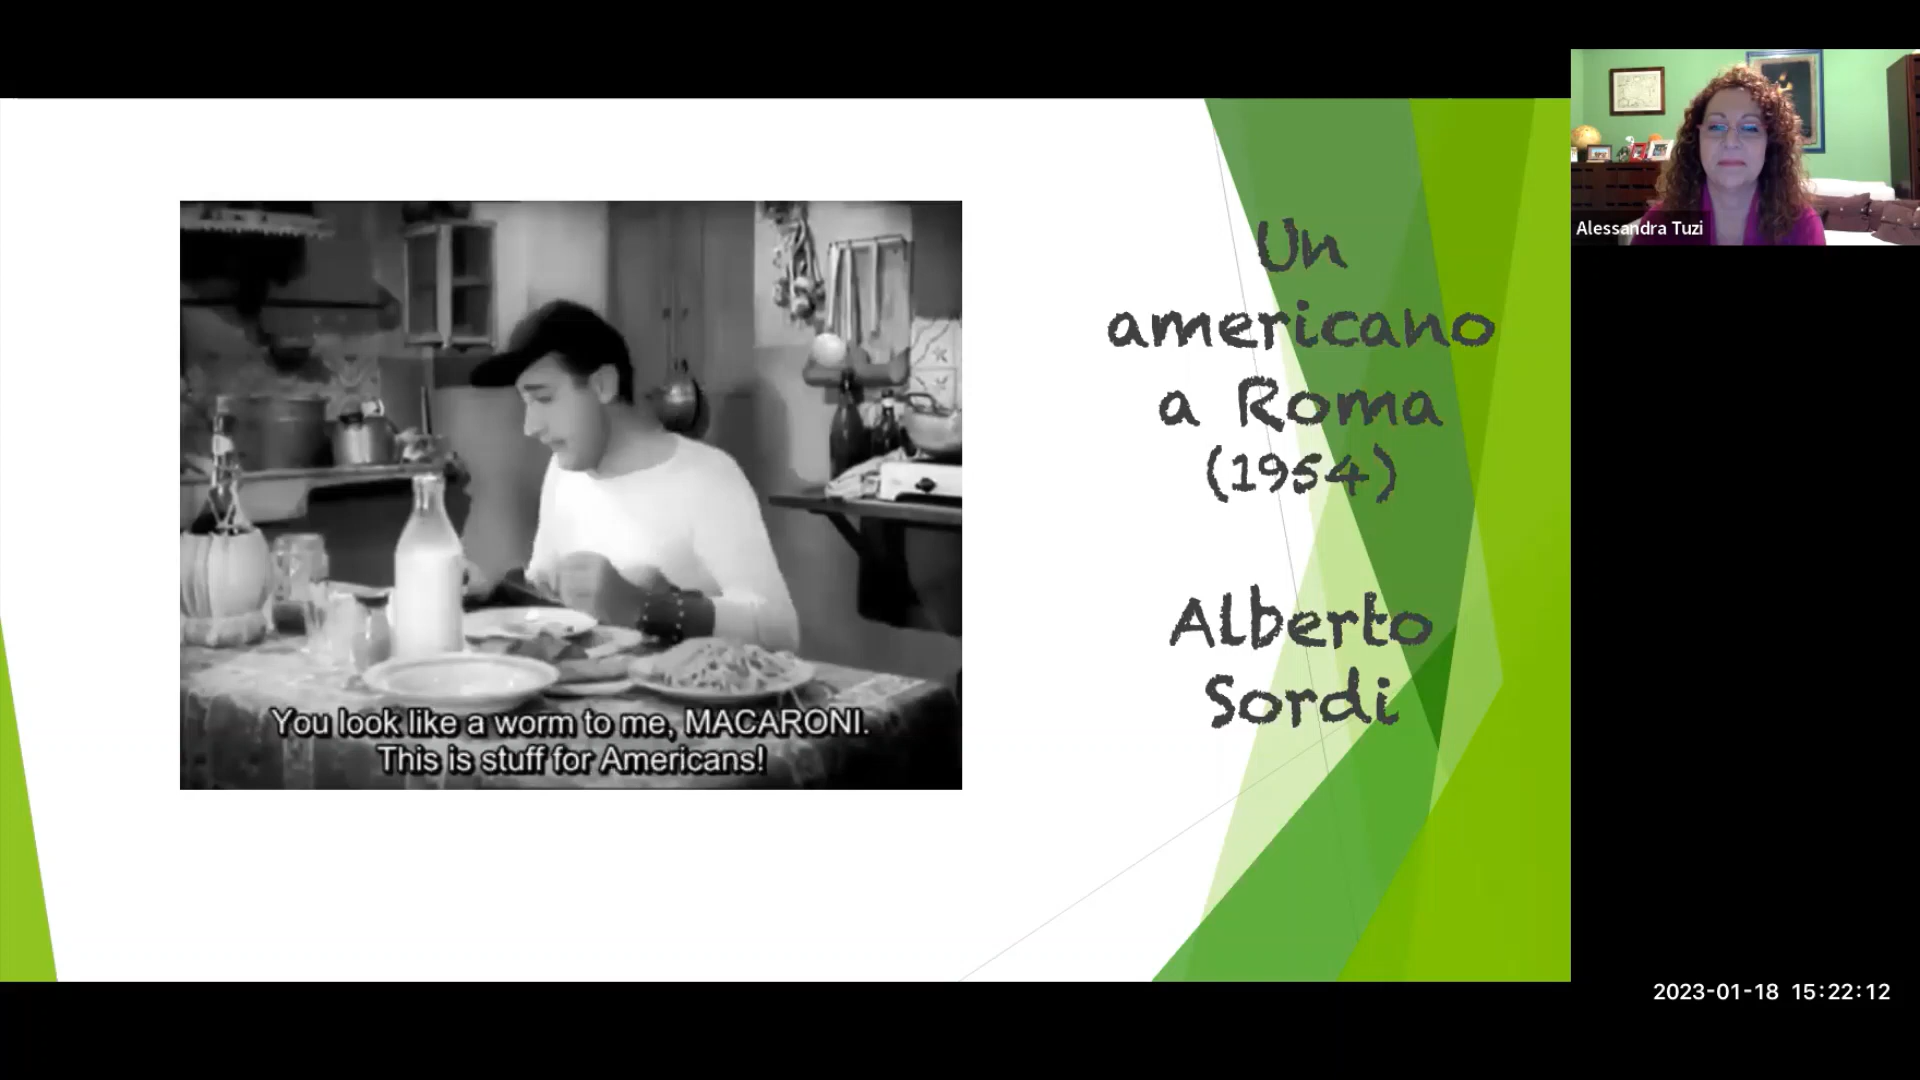 You look like a worm to me, MACARONI.
This is stuff for Americans!
Un
americano
a Roma
(1954)
Alberto
Sordi
Alessandra Tuzi
2023-01-18 15:22:12